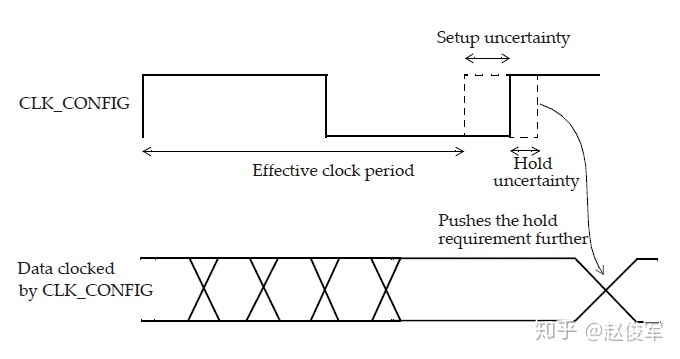 Setup uncertainty
CLK_CONFIG
Effective clock period
Hold
uncertainty
Pushes the hold
requirement further
Data clocked
by CLK_CONFIG
知乎 @赵俊军